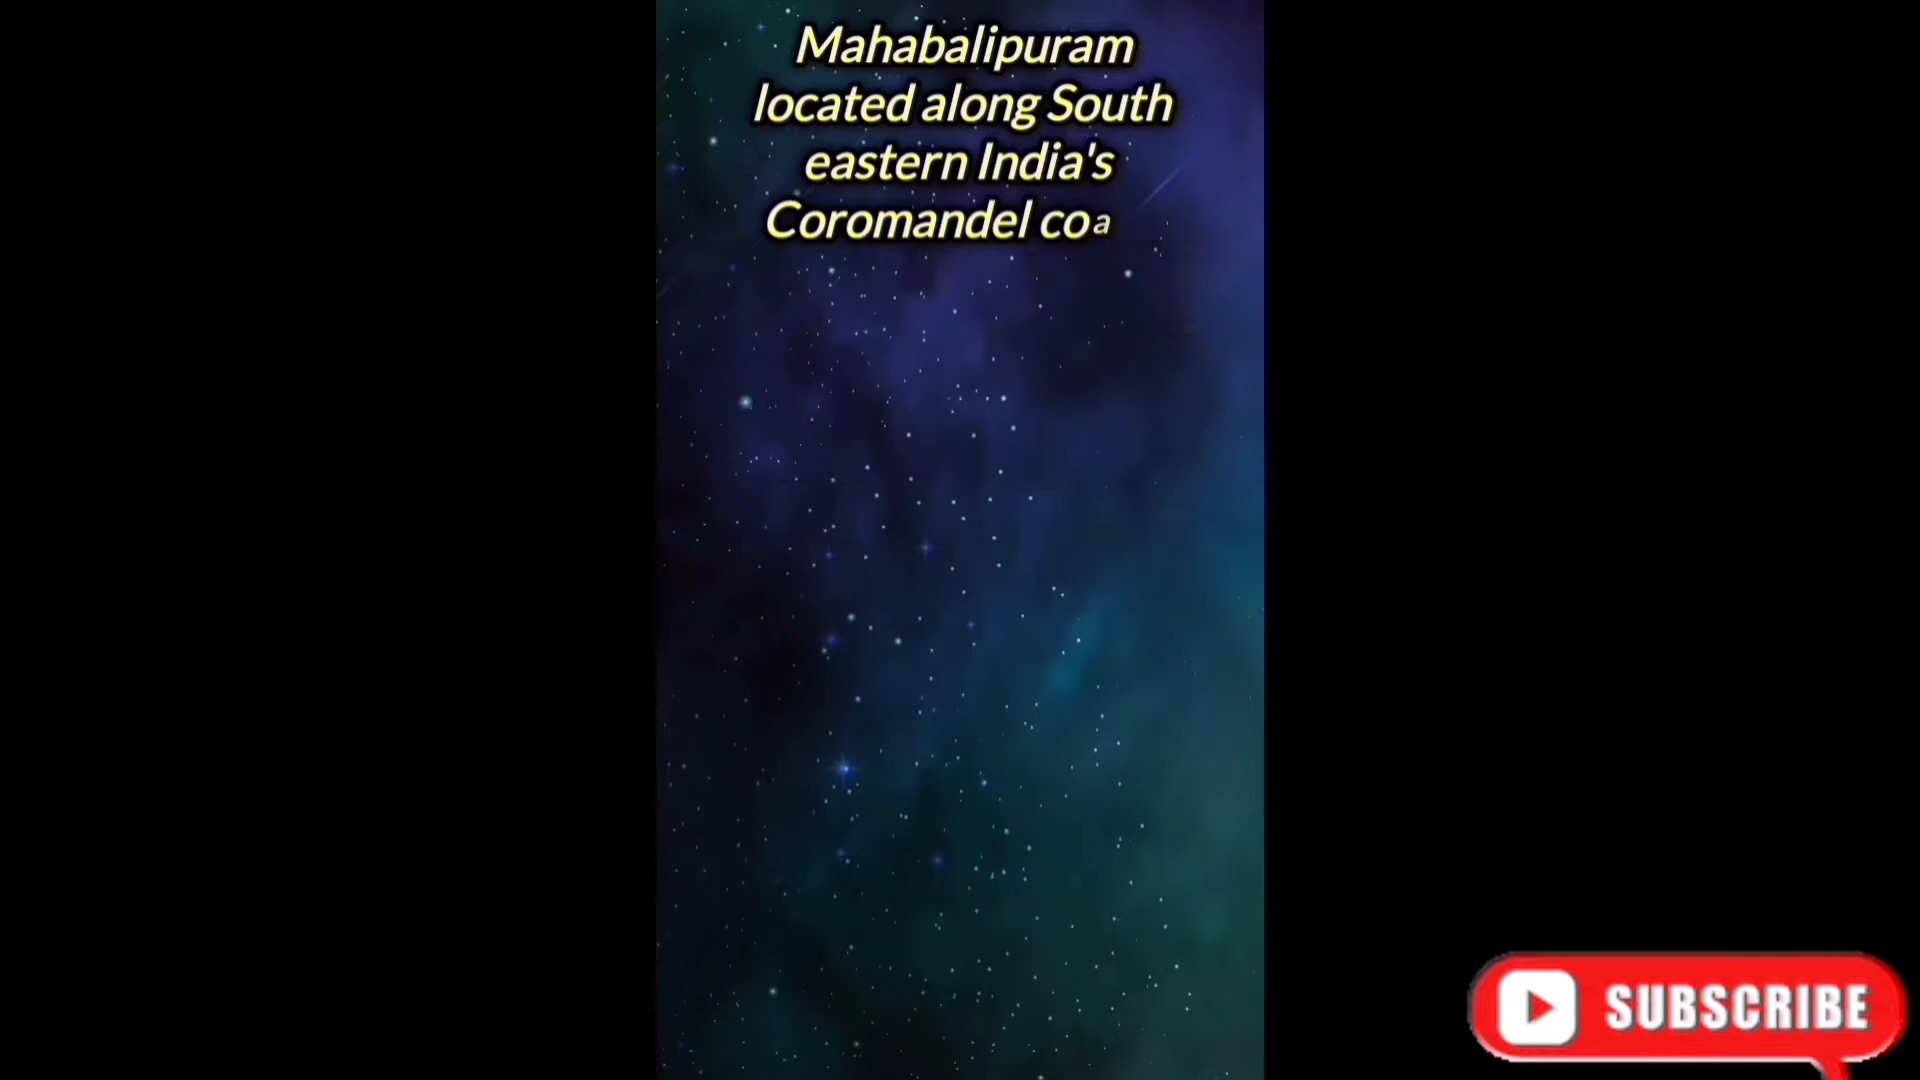 Mahabalipuram
located along South
eastern India's
Coromandel coa
SUBSCRIBE